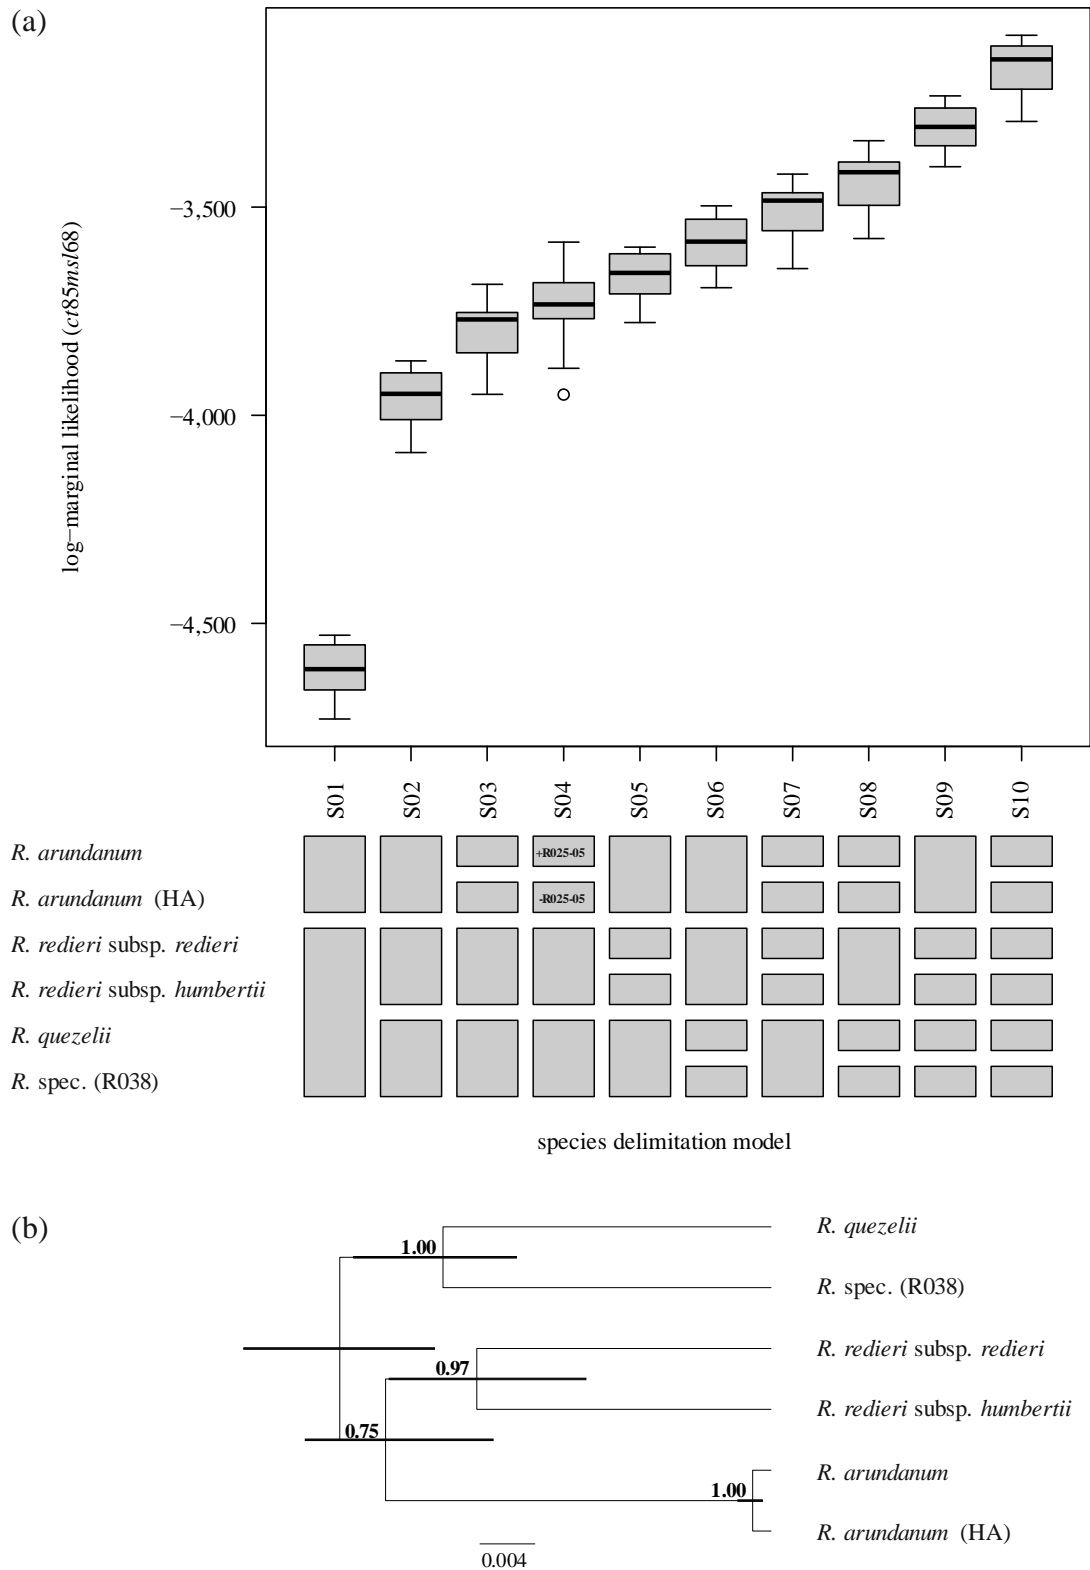 (a)
log−marginal likelihood (ct85msl68)
−3,500
−4,000
−4,500
S01 S02 S03 S04 S05 S06 S07 S08 S09 S10
R. arundanum
+R025-05
R. arundanum (HA)
-R025-05
R. redieri subsp. redieri
R. redieri subsp. humbertii
R. quezelii
R. spec. (R038)
species delimitation model
(b)
R. quezelii
1.00
R. spec. (R038)
R. redieri subsp. redieri
0.97
R. redieri subsp. humbertii
0.75
R. arundanum
1.00
R. arundanum (HA)
0.004